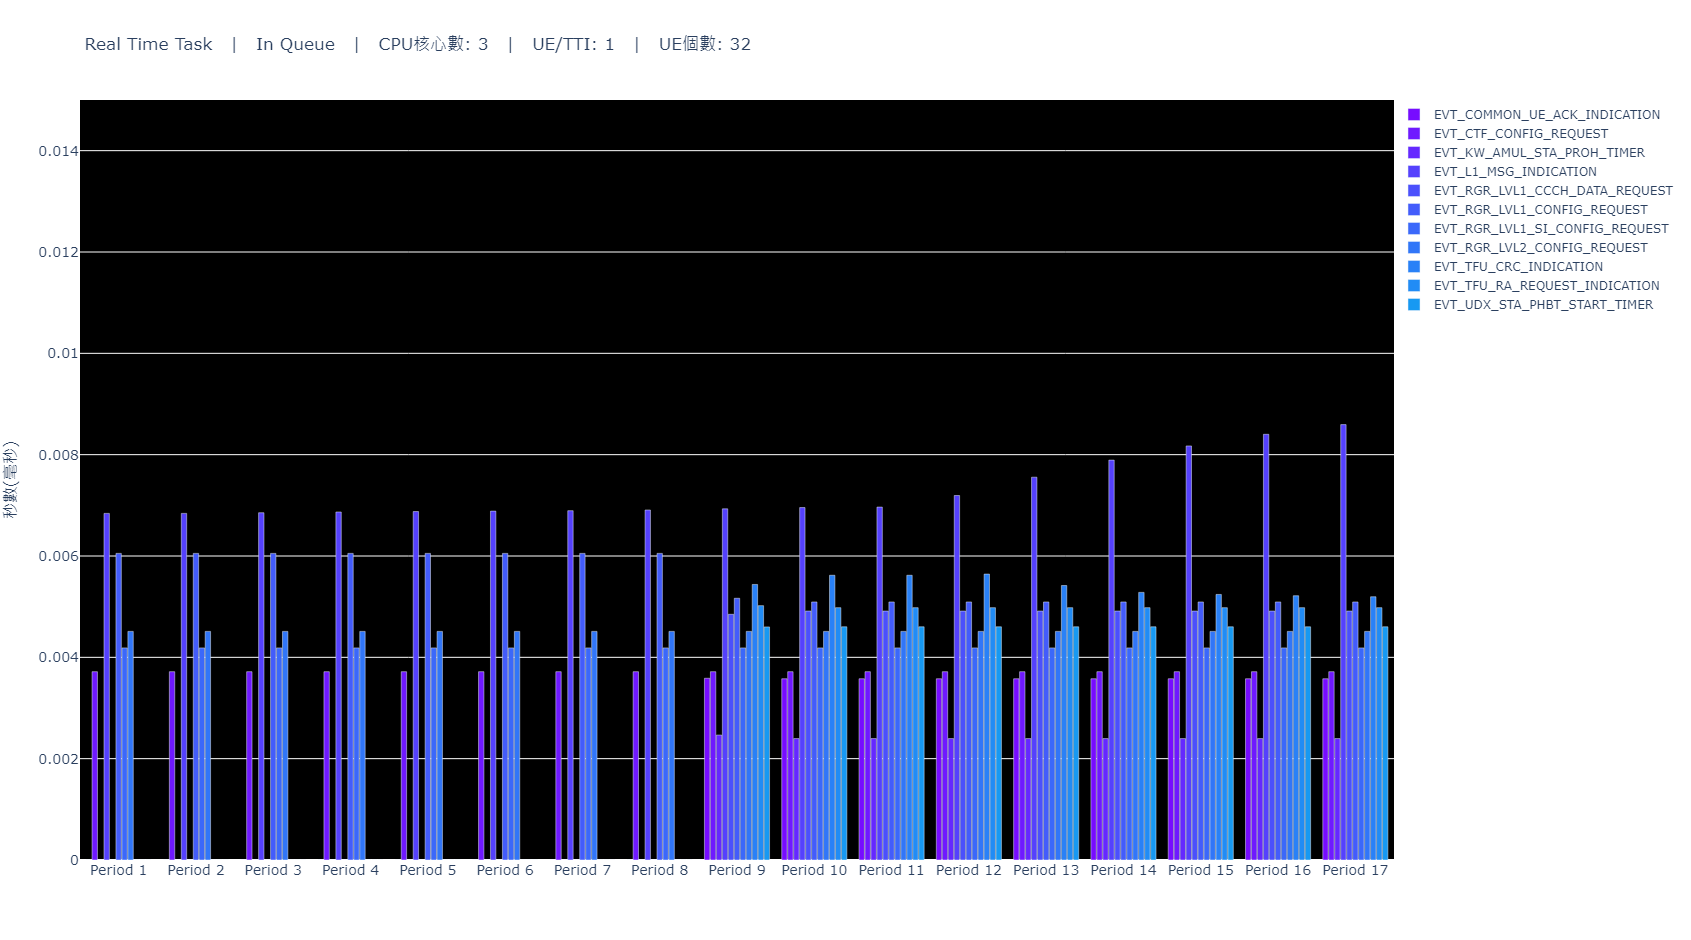 Real Time Task | In Queue | CPU核心數: 3 | UE/TTI: 1 | UE個數: 32
EVT_COMMON_UE_ACK_INDICATION
EVT_CTF_CONFIG_REQUEST
EVT_KW_AMUL_STA_PROH_TIMER
EVT_L1_MSG_INDICATION
EVT_RGR_LVL1_CCCH_DATA_REQUEST
EVT_RGR_LVL1_CONFIG_REQUEST
EVT_RGR_LVL1_SI_CONFIG_REQUEST
EVT_RGR_LVL2_CONFIG_REQUEST
EVT_TFU_CRC_INDICATION
EVT_TFU_RA_REQUEST_INDICATION
EVT_UDX_STA_PHBT_START_TIMER
秒數(毫秒)
0.014
0.012
0.01
0.008
0.006
0.004
0.002
0
Period 1 Period 2 Period 3 Period 4 Period 5 Period 6 Period 7 Period 8 Period 9 Period 10 Period 11 Period 12 Period 13 Period 14 Period 15 Period 16 Period 17